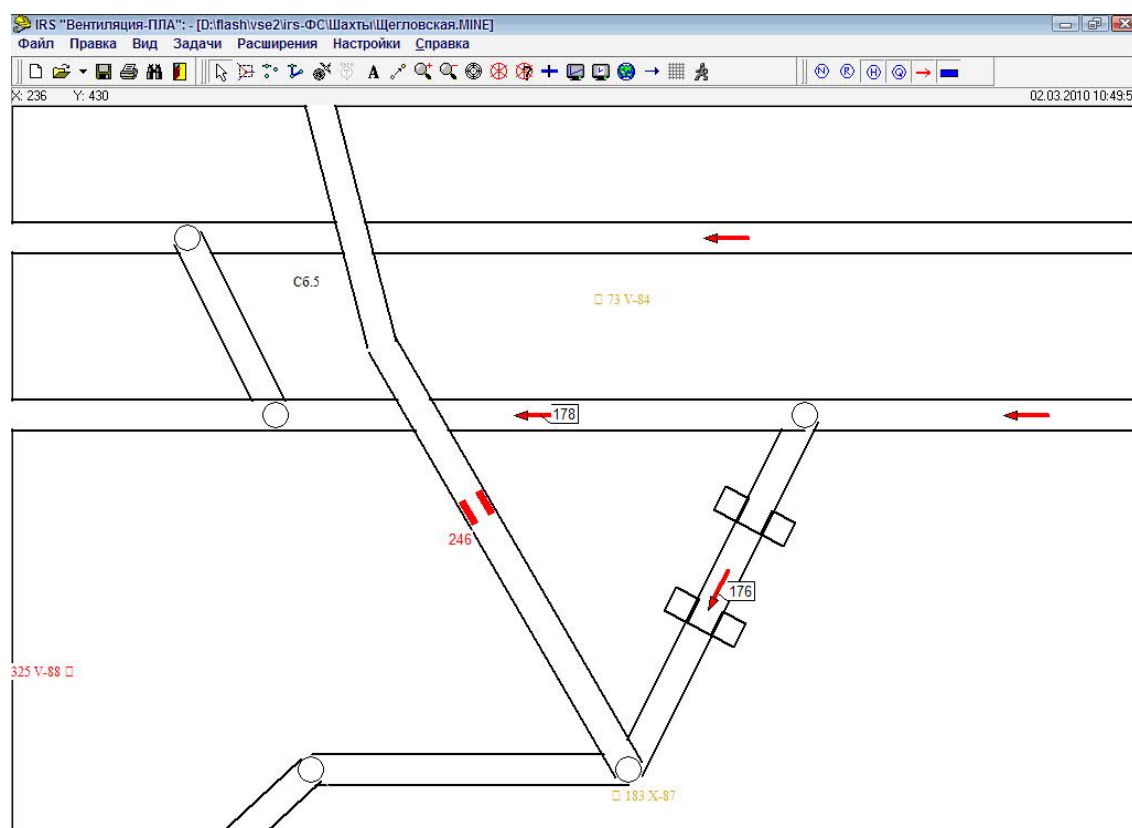 IRS "Вентиляция-ПЛА": - [D:\flash\vse2\irs-ФС\Шахты\Щегловская.MINE]
Файл Правка Вид Задачи Расширения Настройки Справка
A N R H Q
X: 236 Y: 430 02.03.2010 10:49:5
Сб.5
73 V-84
178
246
176
325 V-88
183 X-87